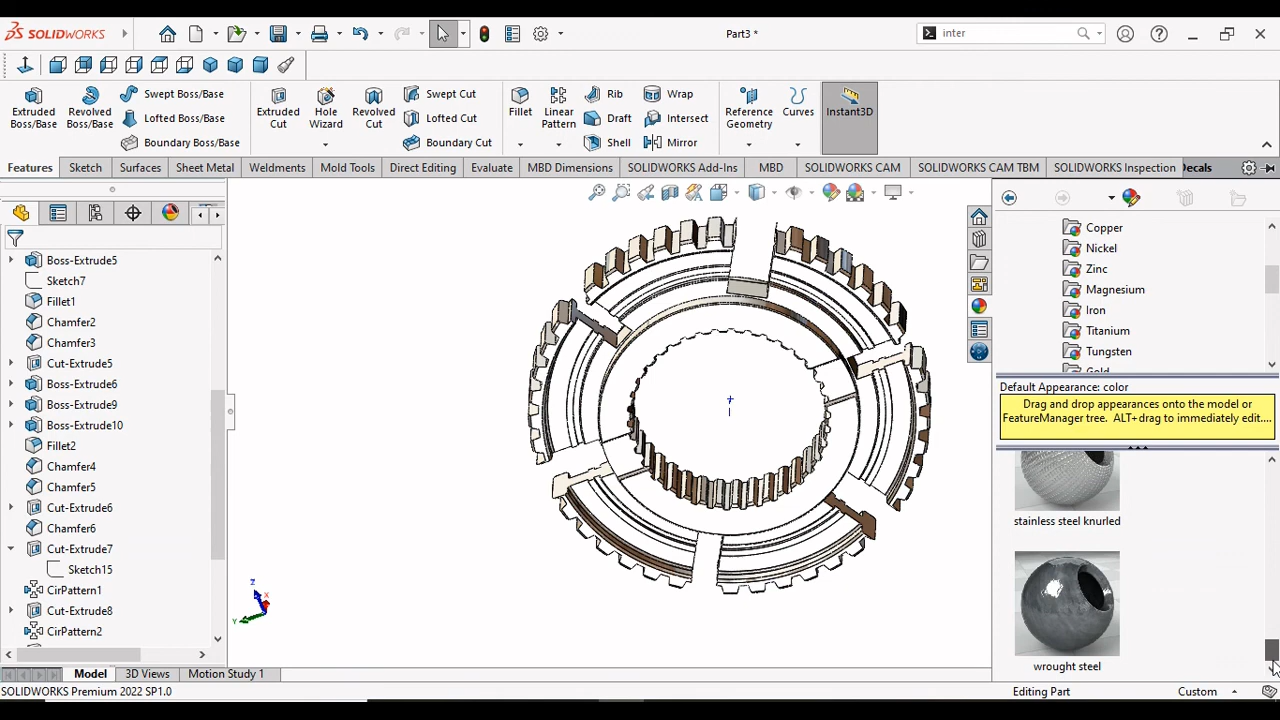 SOLIDWORKS
Part3 *
inter
Extruded Boss/Base
Revolved Boss/Base
Swept Boss/Base
Lofted Boss/Base
Boundary Boss/Base
Extruded Cut
Hole Wizard
Revolved Cut
Swept Cut
Lofted Cut
Boundary Cut
Fillet
Linear Pattern
Rib
Draft
Shell
Wrap
Intersect
Mirror
Reference Geometry
Curves
Instant3D
Features
Sketch
Surfaces
Sheet Metal
Weldments
Mold Tools
Direct Editing
Evaluate
MBD Dimensions
SOLIDWORKS Add-Ins
MBD
SOLIDWORKS CAM
SOLIDWORKS CAM TBM
SOLIDWORKS Inspection
ecals
Boss-Extrude5
Sketch7
Fillet1
Chamfer2
Chamfer3
Cut-Extrude5
Boss-Extrude6
Boss-Extrude9
Boss-Extrude10
Fillet2
Chamfer4
Chamfer5
Cut-Extrude6
Chamfer6
Cut-Extrude7
Sketch15
CirPattern1
Cut-Extrude8
CirPattern2
Z
X
Y
Copper
Nickel
Zinc
Magnesium
Iron
Titanium
Tungsten
Gold
Default Appearance: color
Drag and drop appearances onto the model or
FeatureManager tree. ALT+drag to immediately edit....
stainless steel knurled
wrought steel
Model
3D Views
Motion Study 1
SOLIDWORKS Premium 2022 SP1.0
Editing Part
Custom